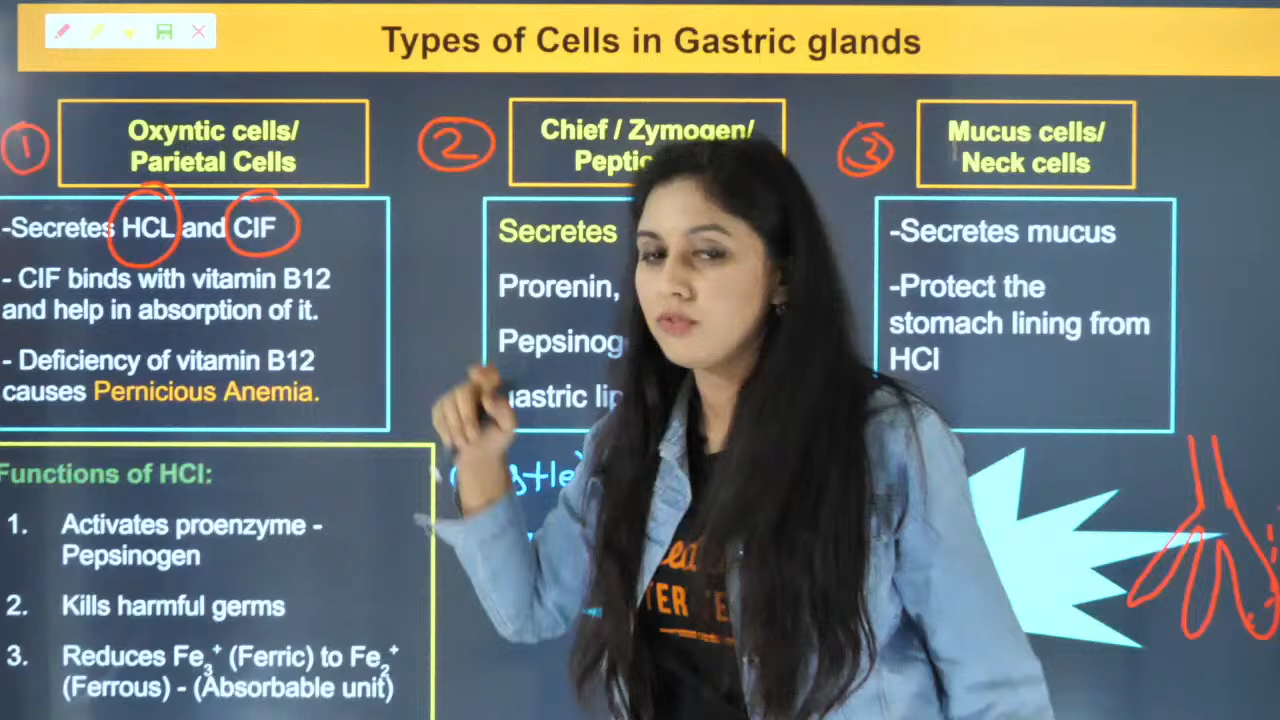 Types of Cells in Gastric glands
1
Oxyntic cells/
Parietal Cells
-Secretes HCL and CIF
- CIF binds with vitamin B12
and help in absorption of it.
- Deficiency of vitamin B12
causes Pernicious Anemia.
Functions of HCl:
1. Activates proenzyme -
Pepsinogen
2. Kills harmful germs
3. Reduces Fe3+ (Ferric) to Fe2+
(Ferrous) - (Absorbable unit)
2
Chief / Zymogen/
Secretes
Prorenin,
3
Mucus cells/
Neck cells
-Secretes mucus
-Protect the
stomach lining from
HCl